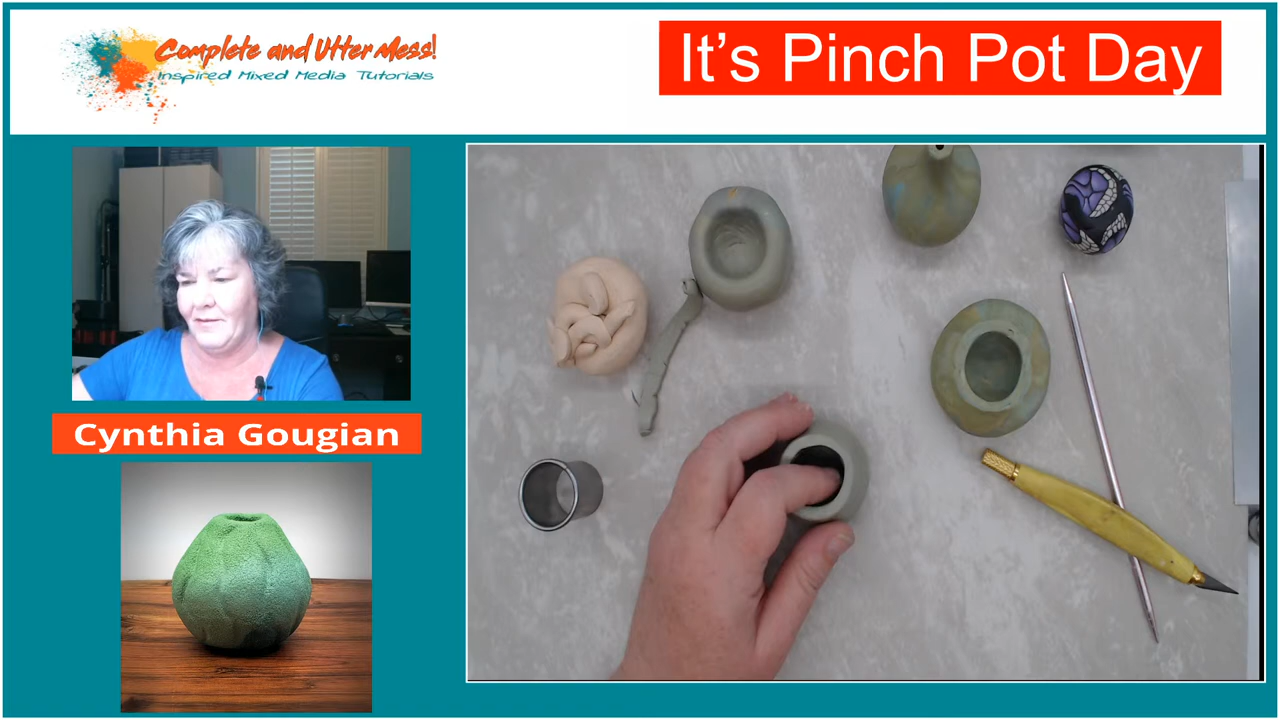 Complete and Utter Mess!
Inspired Mixed Media Tutorials
It's Pinch Pot Day
Cynthia Gougian